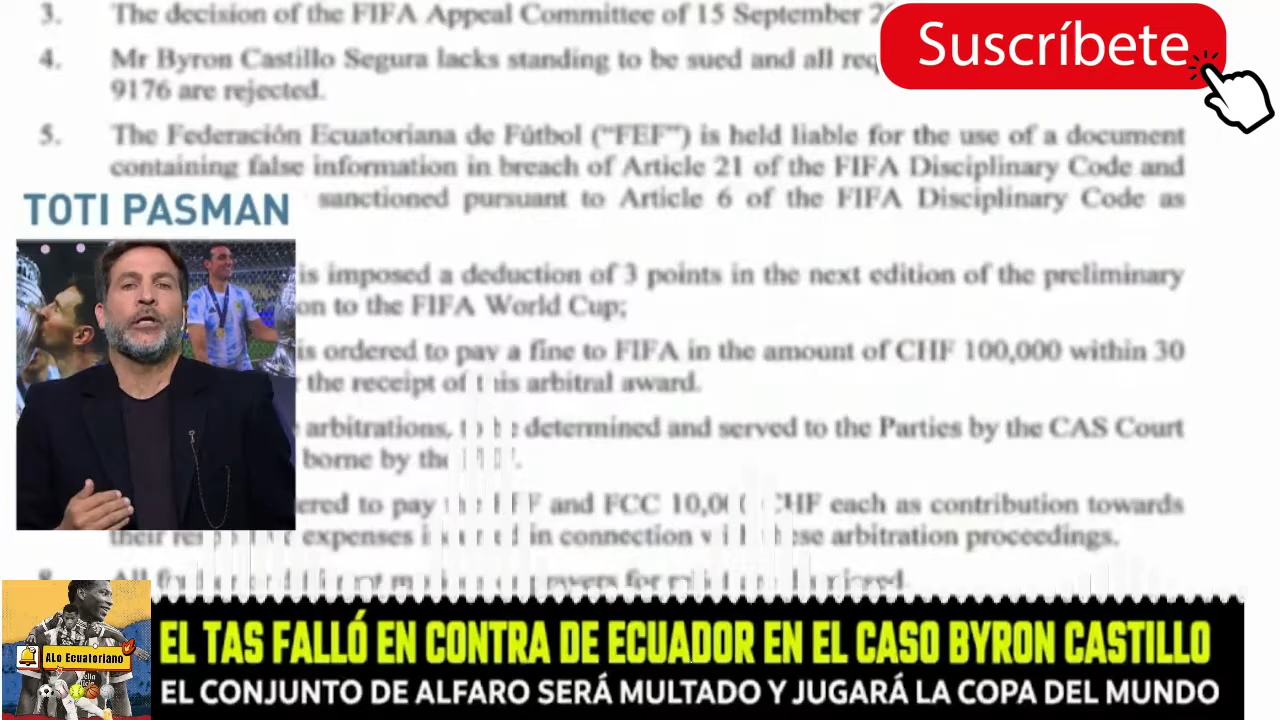 3. The decision of the FIFA Appeal Committee of 15 September
Suscríbete
4. Mr Byron Castillo Segura lacks standing to be sued and all
9176 are rejected.
5. The Federación Ecuatoriana de Fútbol ("FEF") is held liable for the use of a document
containing false information in breach of Article 21 of the FIFA Disciplinary Code and
TOTI PASMAN
sanctioned pursuant to Article 6 of the FIFA Disciplinary Code as
is imposed a deduction of 3 points in the next edition of the preliminary
to the FIFA World Cup;
is ordered to pay a fine to FIFA in the amount of CHF 100,000 within 30
the receipt of this arbitral award.
arbitrations, to be determined and served to the Parties by the CAS Court
borne by the
to pay and FCC CHF each as contribution towards
their expenses in connection arbitration proceedings.
8. All for
ALo Ecuatoriano
EL TAS FALLÓ EN CONTRA DE ECUADOR EN EL CASO BYRON CASTILLO
EL CONJUNTO DE ALFARO SERÁ MULTADO Y JUGARÁ LA COPA DEL MUNDO